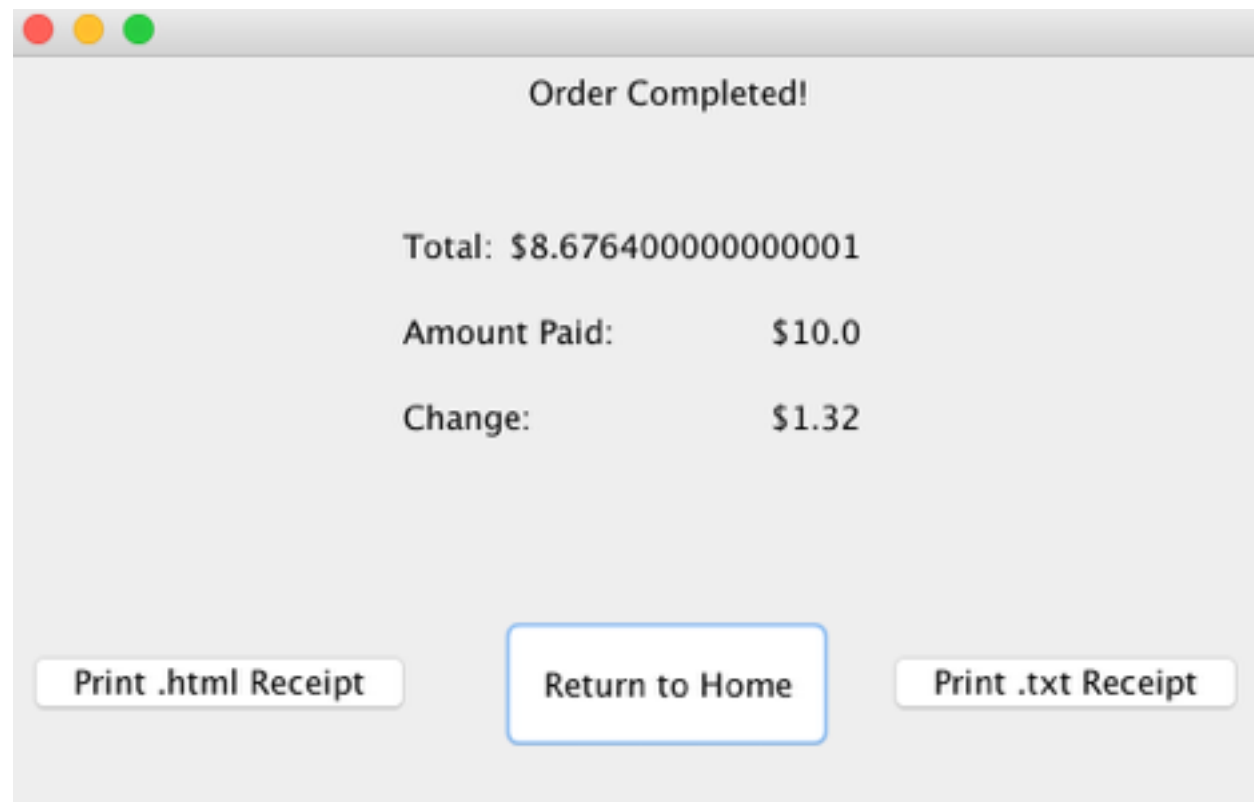 Order Completed!
Total: $8.676400000000001
Amount Paid: $10.0
Change: $1.32
Print .html Receipt
Return to Home
Print .txt Receipt